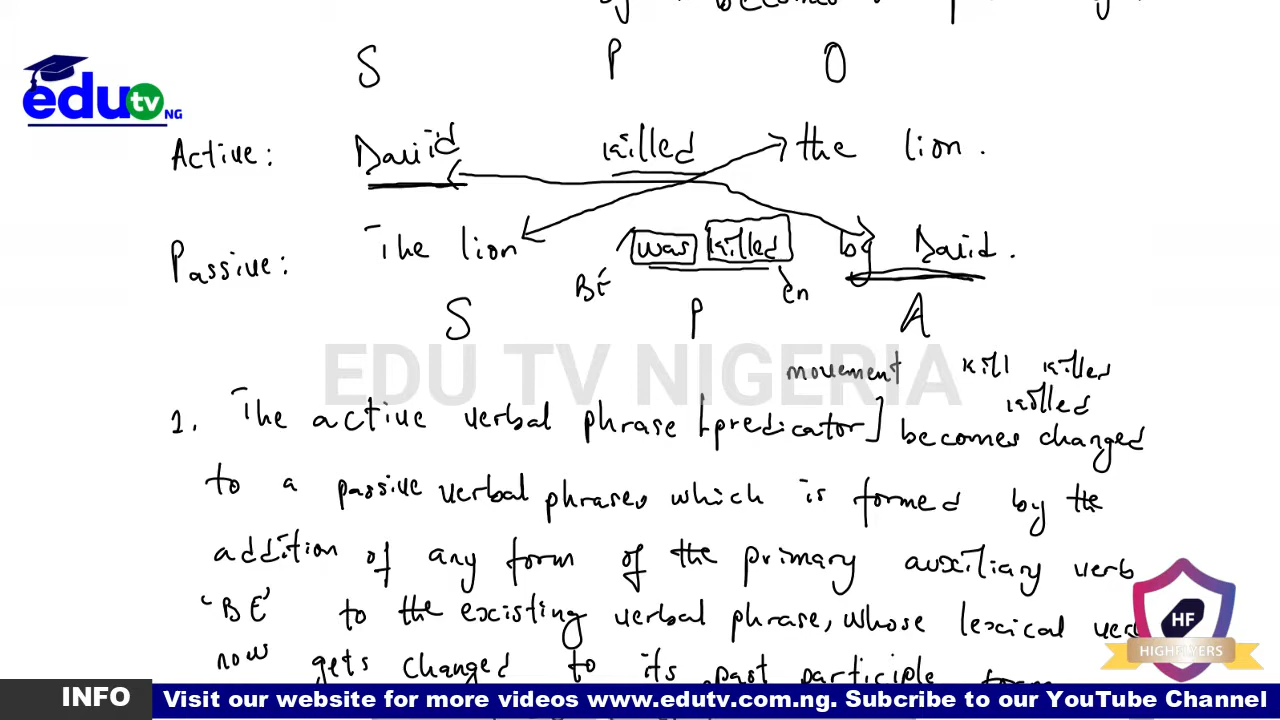 S P O
edu tv NG
Active: David killed the lion.
Passive: The lion was killed by David.
BE en
S P A
EDU TV NIGERIA
movement kill killed
killed
1. The active verbal phrase [predicator] becomes changed
to a passive verbal phrase, which is formed by the
addition of any form of the primary auxiliary verb
'BE' to the excisting verbal phrase, whose lexical
now gets changed to its past participle form
HF
HIGHFLYERS
INFO Visit our website for more videos www.edutv.com.ng. Subcribe to our YouTube Channel